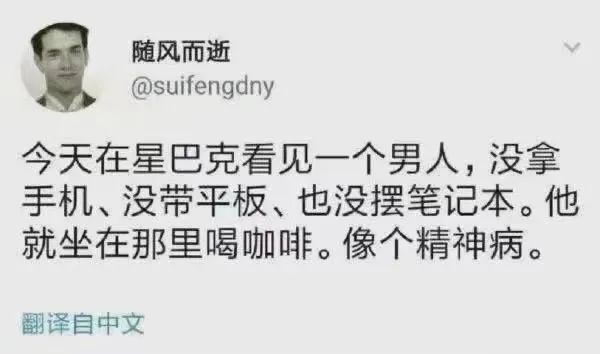 随风而逝
@suifengdny
今天在星巴克看见一个男人，没拿
手机、没带平板、也没摆笔记本。他
就坐在那里喝咖啡。像个精神病。
翻译自中文